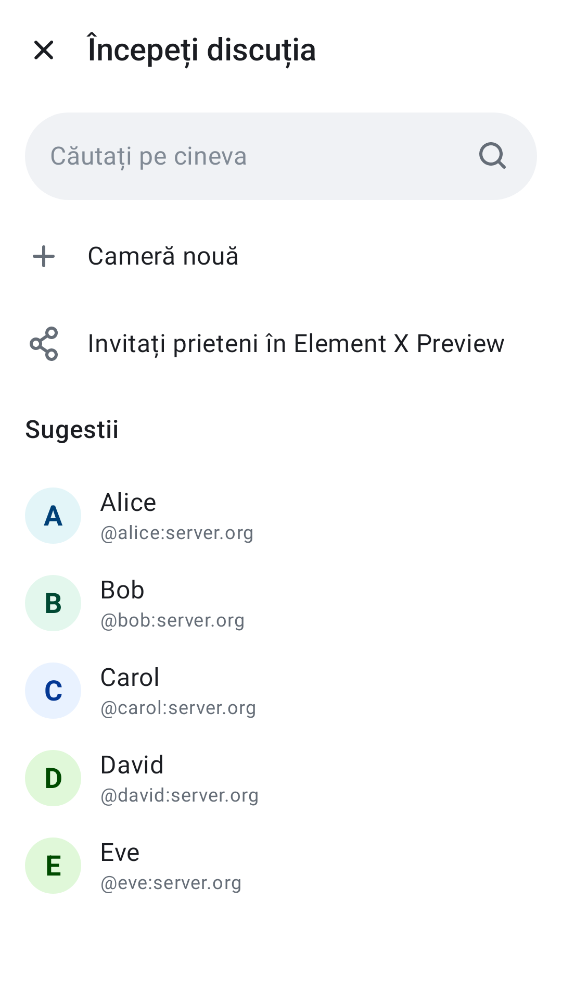 Începeți discuția
Căutați pe cineva
Cameră nouă
Invitați prieteni în Element X Preview
Sugestii
A
Alice
@alice:server.org
B
Bob
@bob:server.org
C
Carol
@carol:server.org
D
David
@david:server.org
E
Eve
@eve:server.org